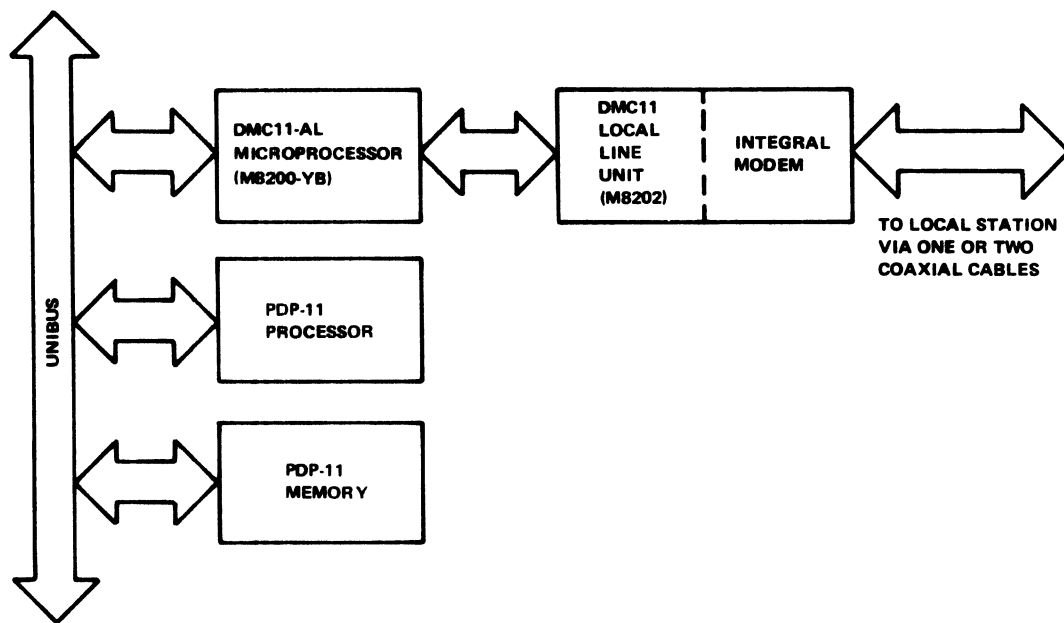 UNIBUS
DMC11-AL
MICROPROCESSOR
(M8200-YB)
DMC11
LOCAL
LINE
UNIT
(M8202)
INTEGRAL
MODEM
TO LOCAL STATION
VIA ONE OR TWO
COAXIAL CABLES
PDP-11
PROCESSOR
PDP-11
MEMORY